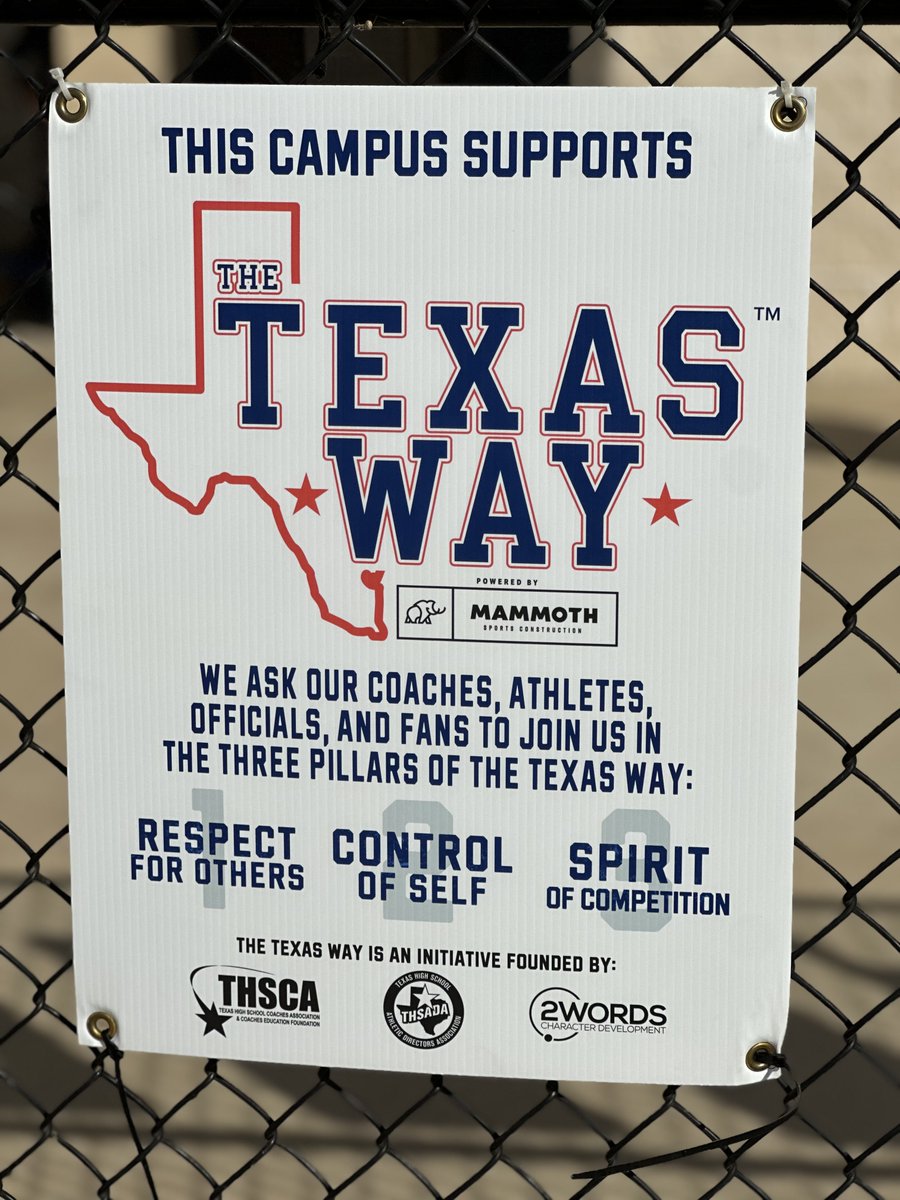 THIS CAMPUS SUPPORTS
THE
TEXAS ™
WAY
POWERED BY
MAMMOTH
SPORTS CONSTRUCTION
WE ASK OUR COACHES, ATHLETES,
OFFICIALS, AND FANS TO JOIN US IN
THE THREE PILLARS OF THE TEXAS WAY:
1
RESPECT
FOR OTHERS
2
CONTROL
OF SELF
3
SPIRIT
OF COMPETITION
THE TEXAS WAY IS AN INITIATIVE FOUNDED BY:
THSCA
TEXAS HIGH SCHOOL COACHES ASSOCIATION
& COACHES EDUCATION FOUNDATION
TEXAS HIGH SCHOOL
THSADA
ATHLETIC DIRECTORS ASSOCIATION
2WORDS
CHARACTER DEVELOPMENT